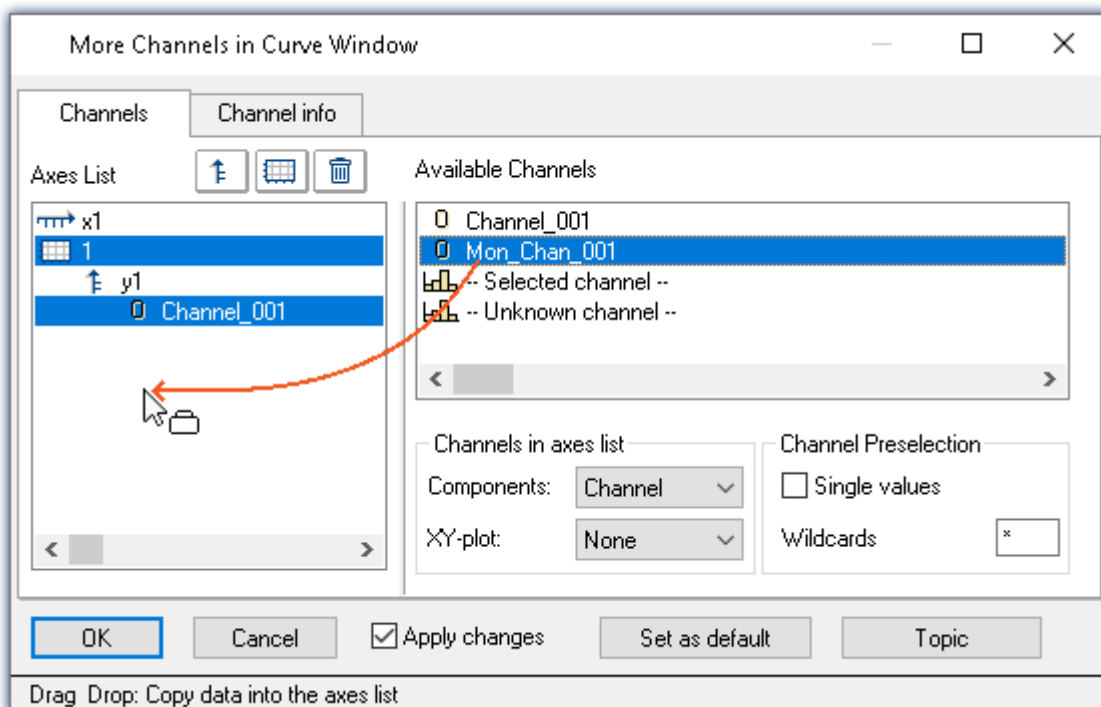 More Channels in Curve Window
Channels
Channel info
Axes List
Available Channels
x1
1
y1
Channel_001
Channel_001
Mon_Chan_001
-- Selected channel --
-- Unknown channel --
Channels in axes list
Components:
Channel
XY-plot:
None
Channel Preselection
Single values
Wildcards
*
OK
Cancel
Apply changes
Set as default
Topic
Drag Drop: Copy data into the axes list